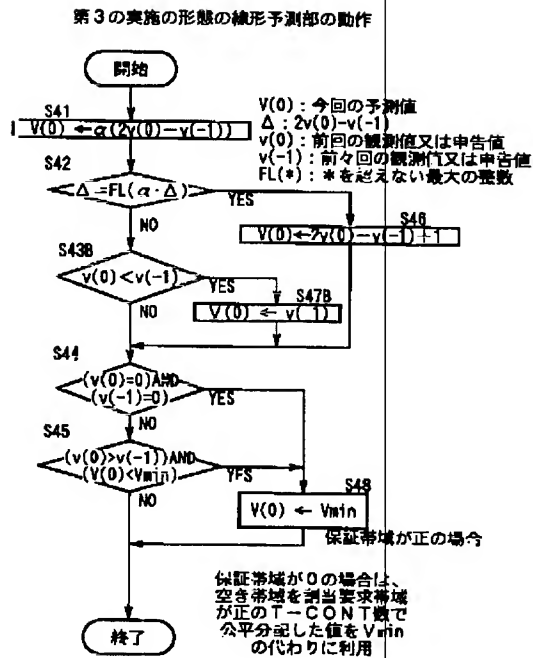 第３の実施の形態の線形予測部の動作
開始
S41
V(0) ←α(2v(0)−v(−1))
V(0)：今回の予測値
Δ：2v(0)−v(−1)
v(0)：前回の観測値又は申告値
v(−1)：前々回の観測値又は申告値
FL(*)：＊を超えない最大の整数
S42
Δ=FL(α・Δ)
YES
NO
S46
V(0)←2v(0)−v(−1)+1
S43B
v(0)<v(−1)
YES
NO
S47B
V(0) ← v(−1)
S44
(v(0)=0)AND
(v(−1)=0)
YES
NO
S45
(v(0)>v(−1))AND
(V(0)<Vmin)
YES
NO
S48
V(0) ← Vmin
保証帯域が正の場合
保証帯域が０の場合は、
空き帯域を割当要求帯域
が正のＴ−ＣＯＮＴ数で
公平分配した値をＶmin
の代わりに利用
終了